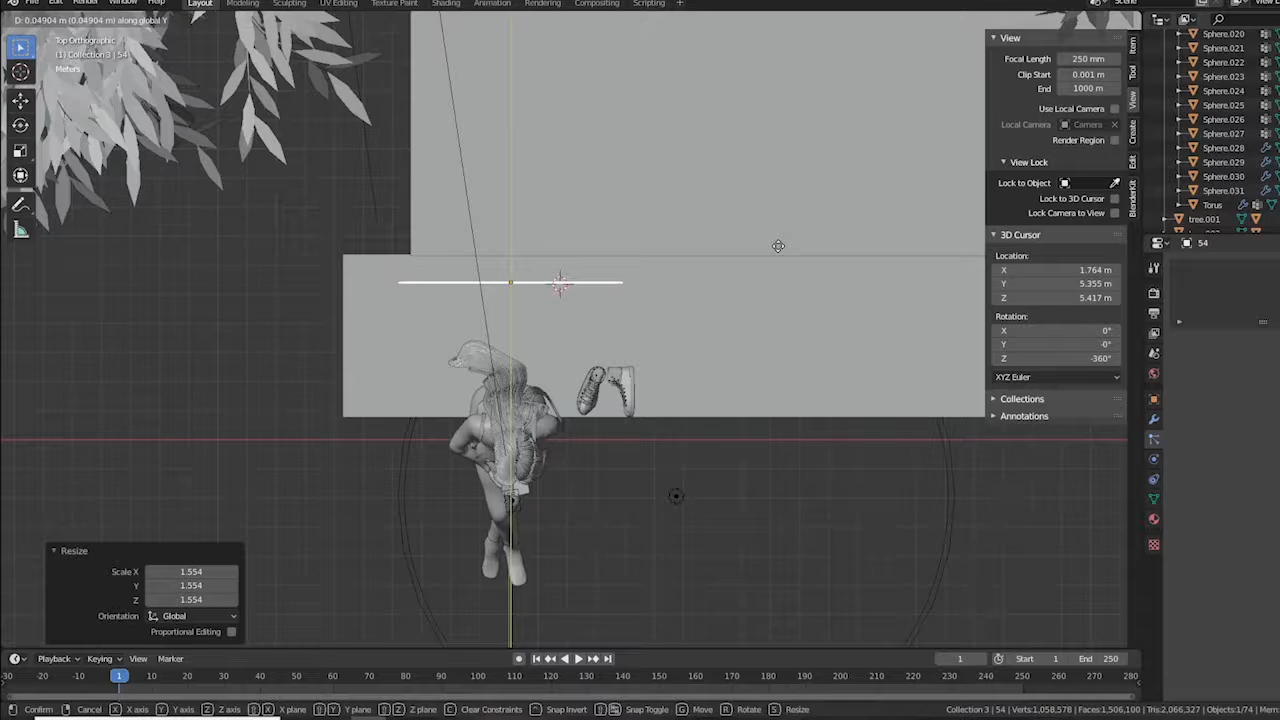 File Edit Render Window Help Layout Modeling Sculpting UV Editing Texture Paint Shading Animation Rendering Compositing Scripting + Scene
D: 0.04904 m (0.04904 m) along global Y
Top Orthographic
(1) Collection 3 | 54
Meters
View
Focal Length 250 mm
Clip Start 0.001 m
End 1000 m
Use Local Camera
Local Camera Camera
Render Region
View Lock
Lock to Object
Lock to 3D Cursor
Lock Camera to View
3D Cursor
Location:
X 1.764 m
Y 5.355 m
Z 5.417 m
Rotation:
X 0°
Y -0°
Z -360°
XYZ Euler
Collections
Annotations
Item
Tool
View
Create
Edit
BlenderKit
Sphere.020
Sphere.021
Sphere.022
Sphere.023
Sphere.024
Sphere.025
Sphere.026
Sphere.027
Sphere.028
Sphere.029
Sphere.030
Sphere.031
Torus
tree.001
54
Resize
Scale X 1.554
Y 1.554
Z 1.554
Orientation Global
Proportional Editing
Playback Keying View Marker 1 Start 1 End 250
-30 -20 -10 1 10 20 30 40 50 60 70 80 90 100 110 120 130 140 150 160 170 180 190 200 210 220 230 240 250 260 270 280
Confirm Cancel X X axis Y Y axis Z Z axis X X plane Y Y plane Z Z plane C Clear Constraints Snap Invert Snap Toggle G Move R Rotate S Resize Collection 3 | 54 | Verts:1,058,578 | Faces:1,506,100 | Tris:2,066,327 | Objects:1/74 | Mem: